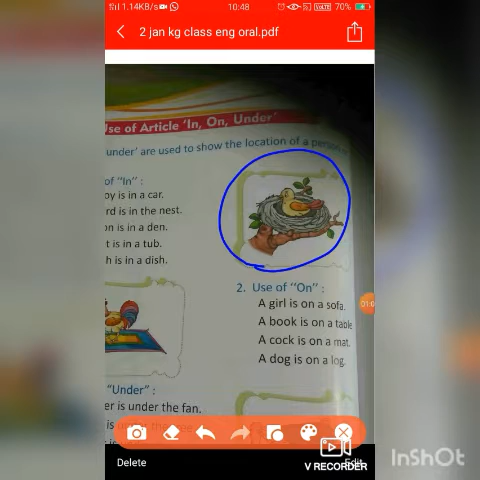 1.14KB/s 10:48 VoLTE 70%
2 jan kg class eng oral.pdf
Use of Article 'In, On, Under'
under' are used to show the location of a person
of "In" :
oy is in a car.
rd is in the nest.
on is in a den.
t is in a tub.
h is in a dish.
2. Use of "On" :
A girl is on a sofa.
A book is on a table
A cock is on a mat.
A dog is on a log.
"Under" :
er is under the fan.
Delete
Edit
V RECORDER
InShOt